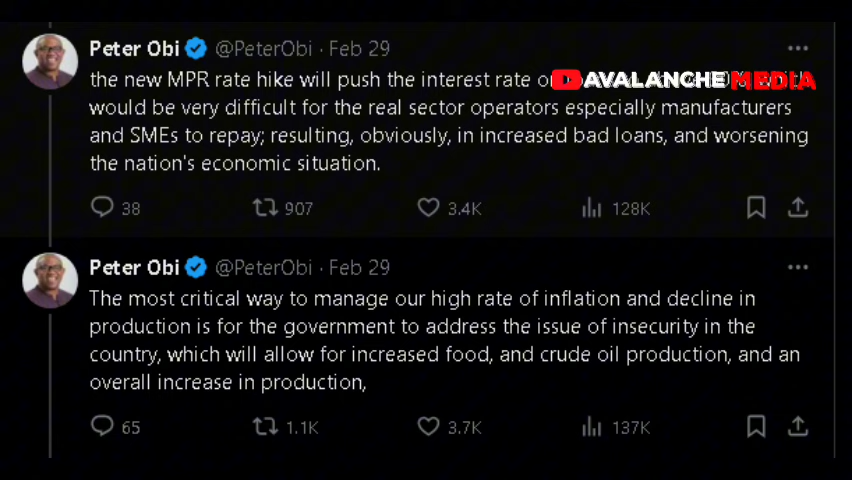 Peter Obi @PeterObi · Feb 29
the new MPR rate hike will push the interest rate
AVALANCHE MEDIA
would be very difficult for the real sector operators especially manufacturers
and SMEs to repay; resulting, obviously, in increased bad loans, and worsening
the nation's economic situation.
38 907 3.4K 128K
Peter Obi @PeterObi · Feb 29
The most critical way to manage our high rate of inflation and decline in
production is for the government to address the issue of insecurity in the
country, which will allow for increased food, and crude oil production, and an
overall increase in production,
65 1.1K 3.7K 137K